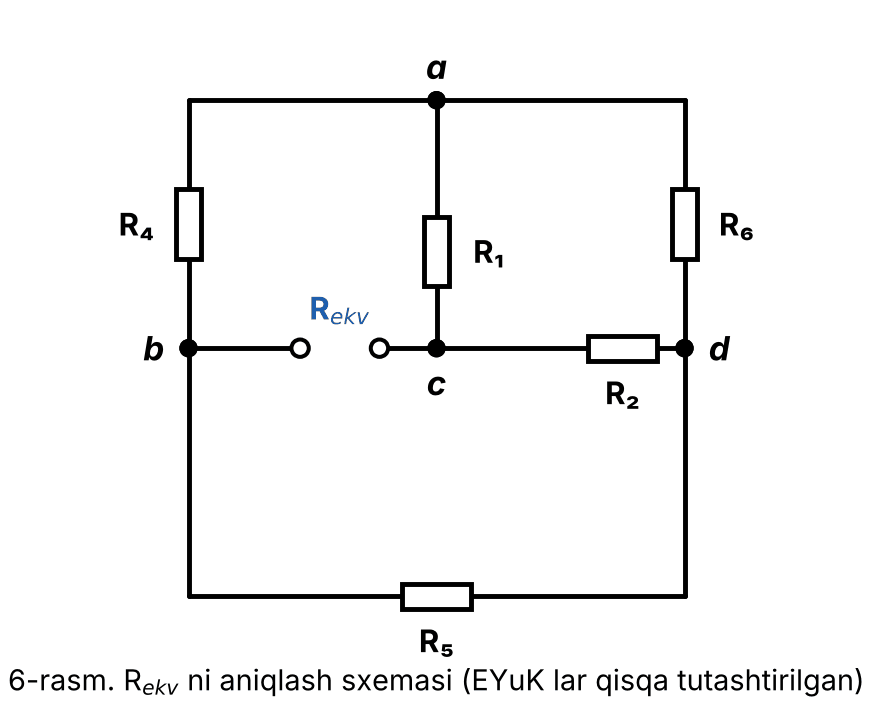 a
R₄
R₁
R₆
Rₑₖᵥ
b
c
d
R₂
R₅
6-rasm. Rₑₖᵥ ni aniqlash sxemasi (EYuK lar qisqa tutashtirilgan)